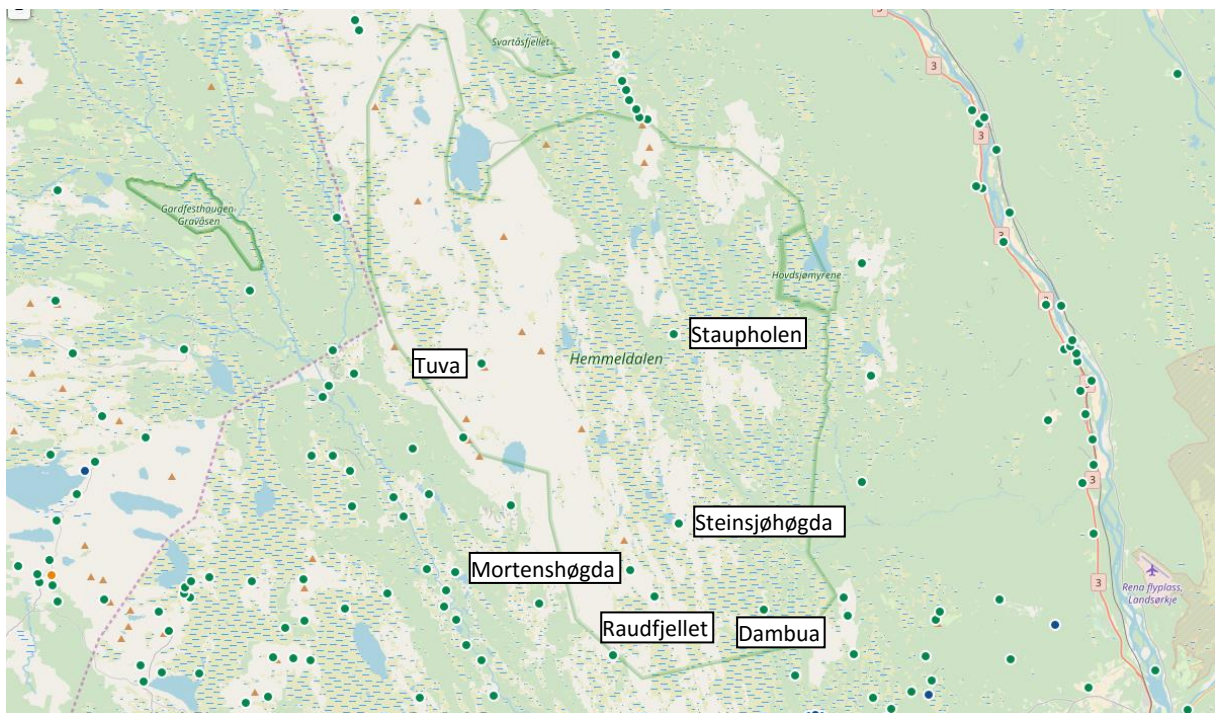 3
3
Svartåsfjellet
3
Gardfesthaugen-
Gravåsen
3
Hovdsjømyrene
3
Staupholen
Hemmeldalen
Tuva
3
Steinsjøhøgda
Mortenshøgda
3
Rena flyplass,
Landsørkje
Raudfjellet
Dambua